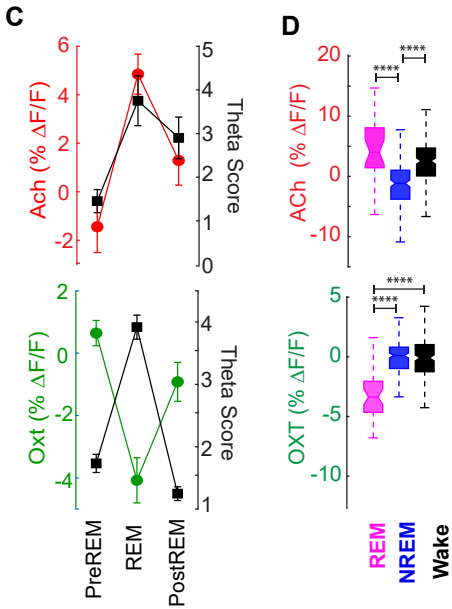 C
6
4
2
0
-2
Ach (% ΔF/F)
5
4
3
2
1
0
Theta Score
2
0
-2
-4
Oxt (% ΔF/F)
4
3
2
1
Theta Score
PreREM
REM
PostREM
D
****
****
20
10
0
-10
ACh (% ΔF/F)
****
****
5
0
-5
-10
OXT (% ΔF/F)
REM
NREM
Wake